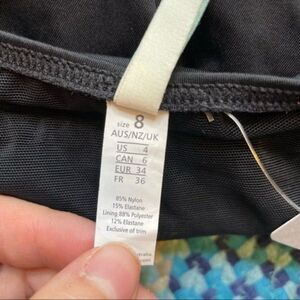 size 8
AUS/NZ/UK
US 4
CAN 6
EUR 34
FR 36
85% Nylon
15% Elastane
Lining 88% Polyester
12% Elastane
Exclusive of trim